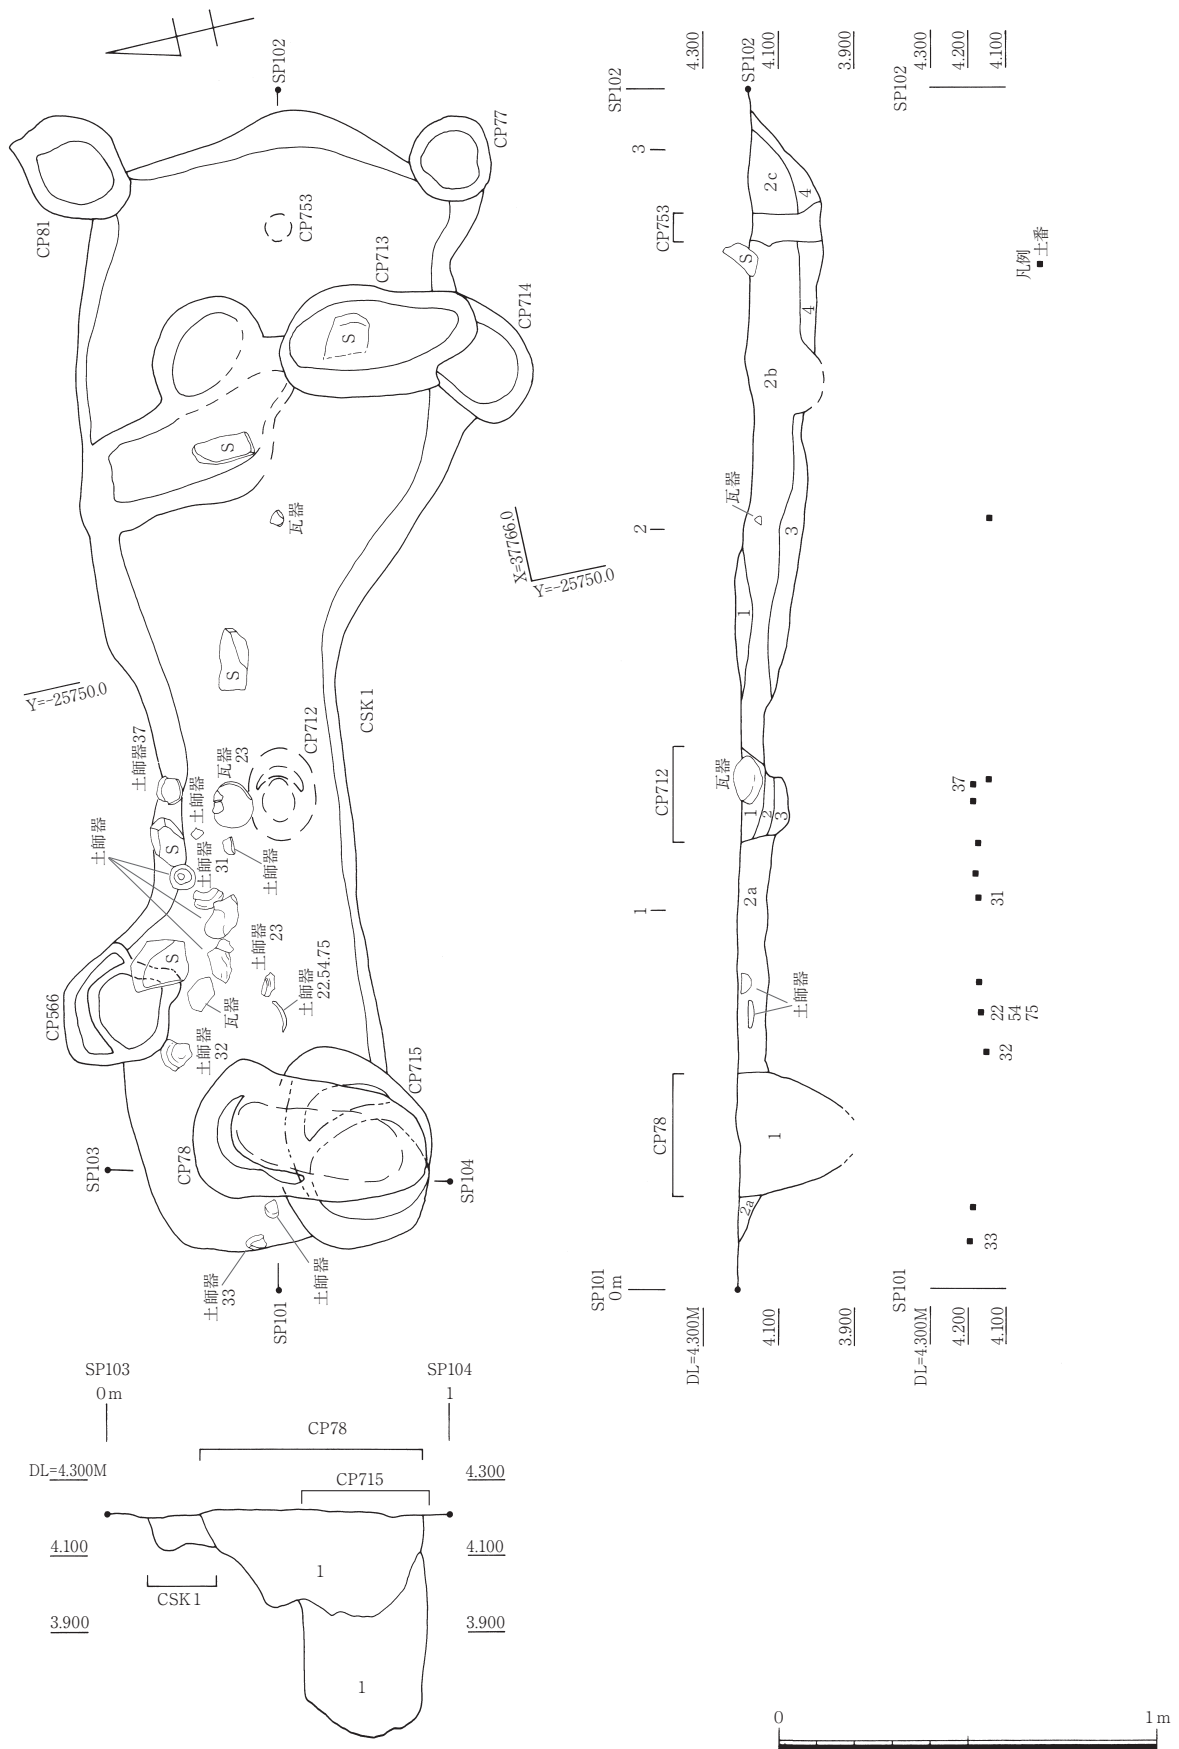 SP102
CP77
CP81
CP753
CP713
CP714
S
S
瓦器
X=37766.0
Y=-25750.0
Y=-25750.0
S
CSK1
CP712
土師器37
瓦器
23
土師器
S
土師器
31
土師器
土師器
土師器
23
土師器
22.54.75
S
瓦器
CP566
土師器
32
CP715
CP78
SP103
SP104
土師器
33
土師器
SP101
SP102
4.300
SP102
4.100
3.900
3
2c
4
CP753
S
4
2b
瓦器
2
3
1
CP712
瓦器
1
2
3
1
2a
土師器
CP78
1
2a
SP101
0m
DL=4.300M
4.100
3.900
SP102
4.300
4.200
4.100
凡例
土番
37
31
22
54
75
32
33
SP101
DL=4.300M
4.200
4.100
SP103
0m
SP104
1
CP78
DL=4.300M
4.300
CP715
4.100
4.100
1
CSK1
3.900
3.900
1
0
1m